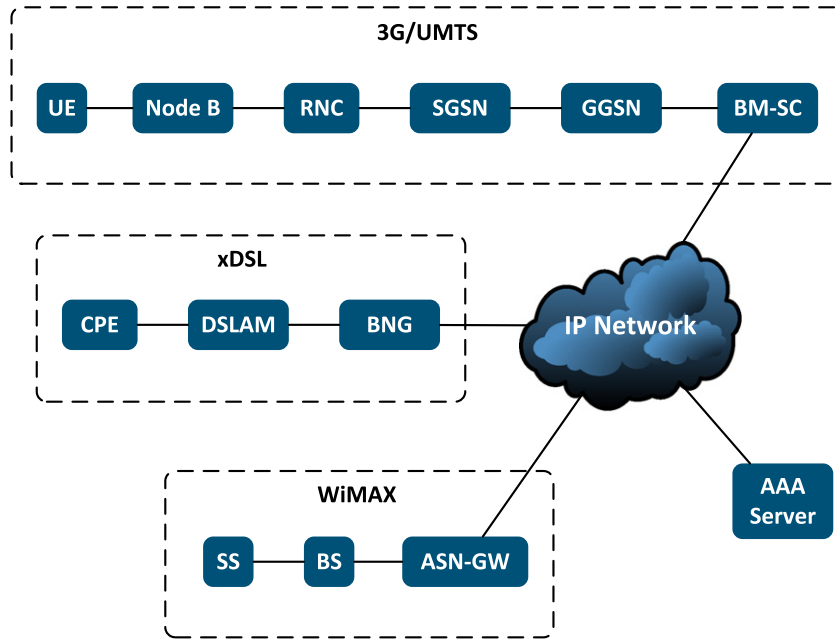 3G/UMTS
UE
Node B
RNC
SGSN
GGSN
BM-SC
xDSL
CPE
DSLAM
BNG
IP Network
WiMAX
SS
BS
ASN-GW
AAA
Server